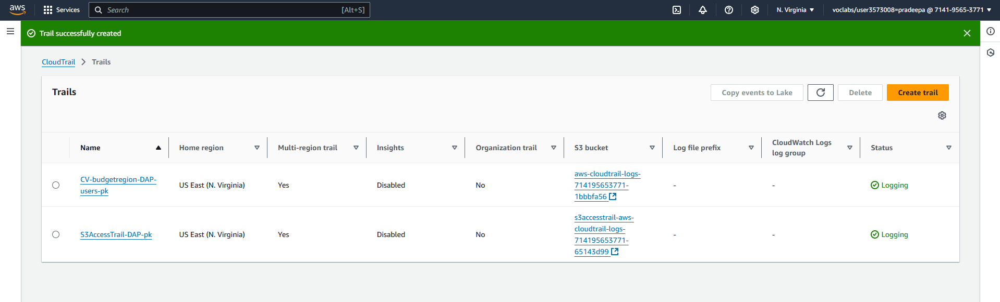 aws
Services
Search [Alt+S]
N. Virginia
voclabs/user3573008=pradeepa @ 7141-9565-3771
Trail successfully created
CloudTrail Trails
Trails
Copy events to Lake
Delete
Create trail
Name
Home region
Multi-region trail
Insights
Organization trail
S3 bucket
Log file prefix
CloudWatch Logs
log group
Status
CV-budgetregion-DAP-
users-pk
US East (N. Virginia)
Yes
Disabled
No
aws-cloudtrail-logs-
714195653771-
1bbbfa56
-
-
Logging
S3AccessTrail-DAP-pk
US East (N. Virginia)
Yes
Disabled
No
s3accesstrail-aws-
cloudtrail-logs-
714195653771-
65143d99
-
-
Logging